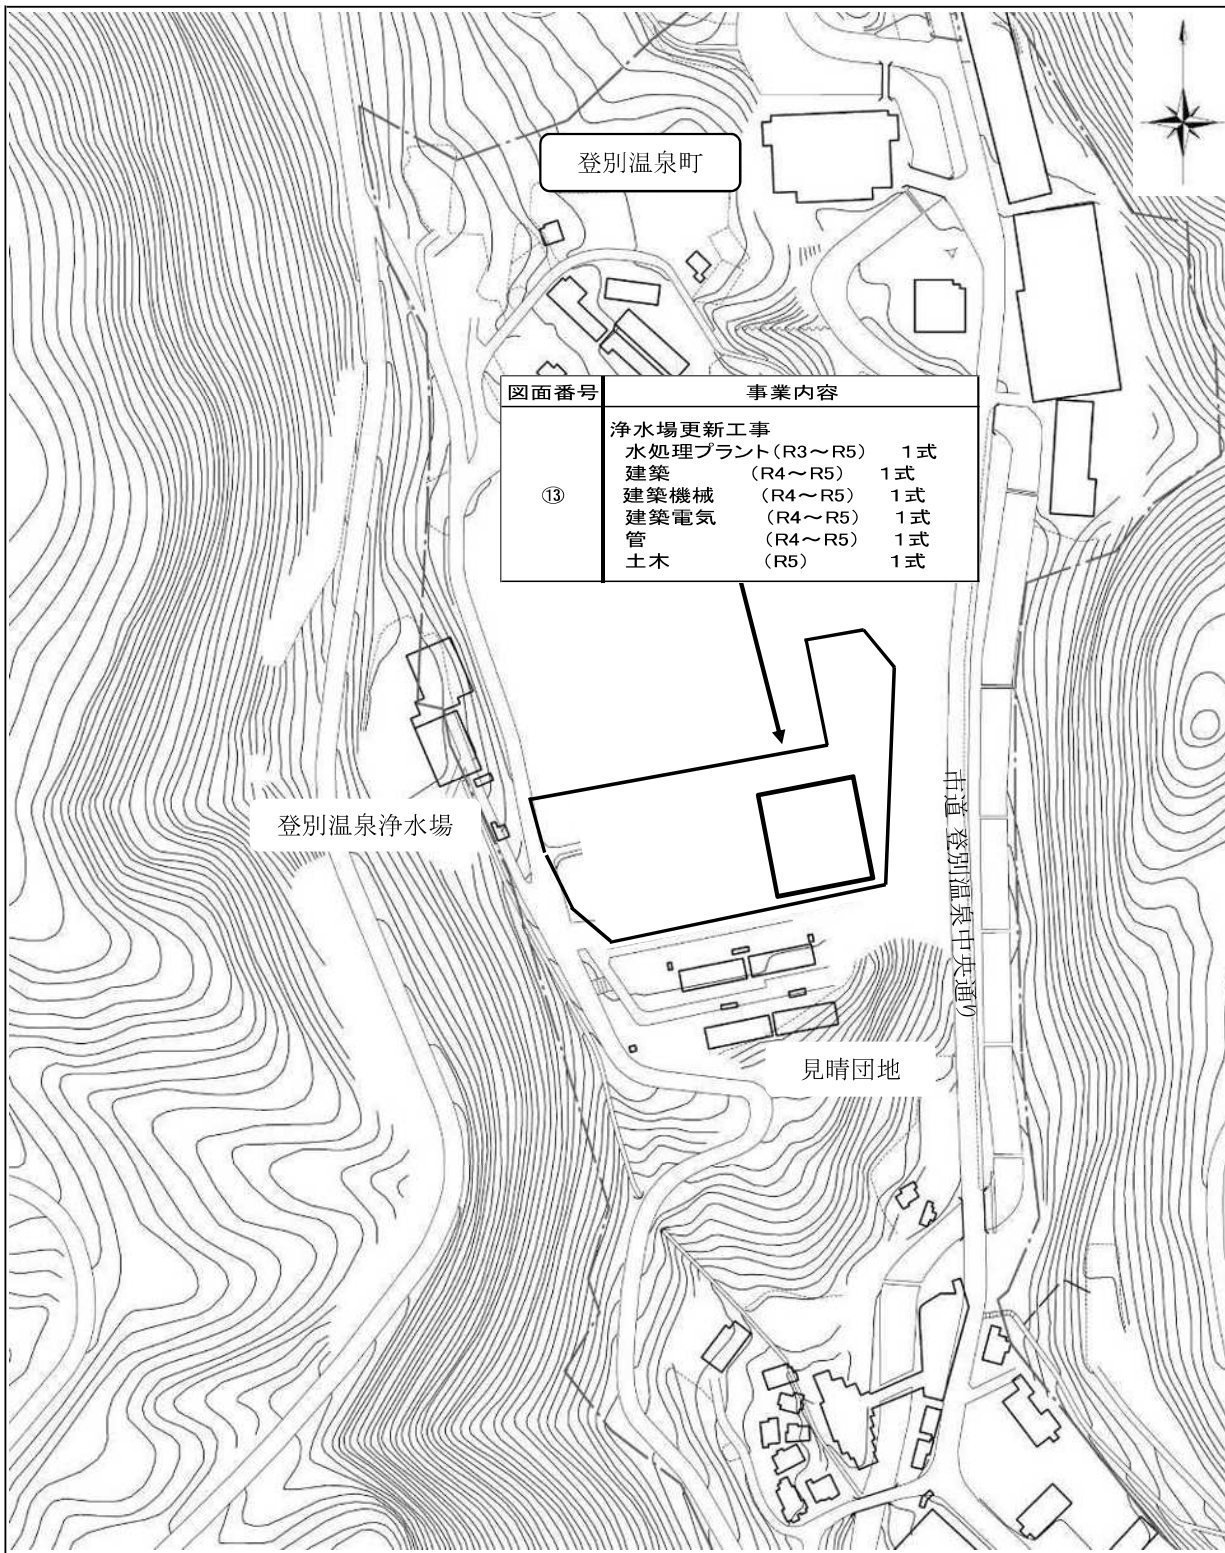 登別温泉町
図面番号 事業内容
浄水場更新工事
水処理プラント(R3～R5) 1式
建築 (R4～R5) 1式
建築機械 (R4～R5) 1式
⑬
建築電気 (R4～R5) 1式
管 (R4～R5) 1式
土木 (R5) 1式
登別温泉浄水場
市道 登別温泉中央通り
見晴団地